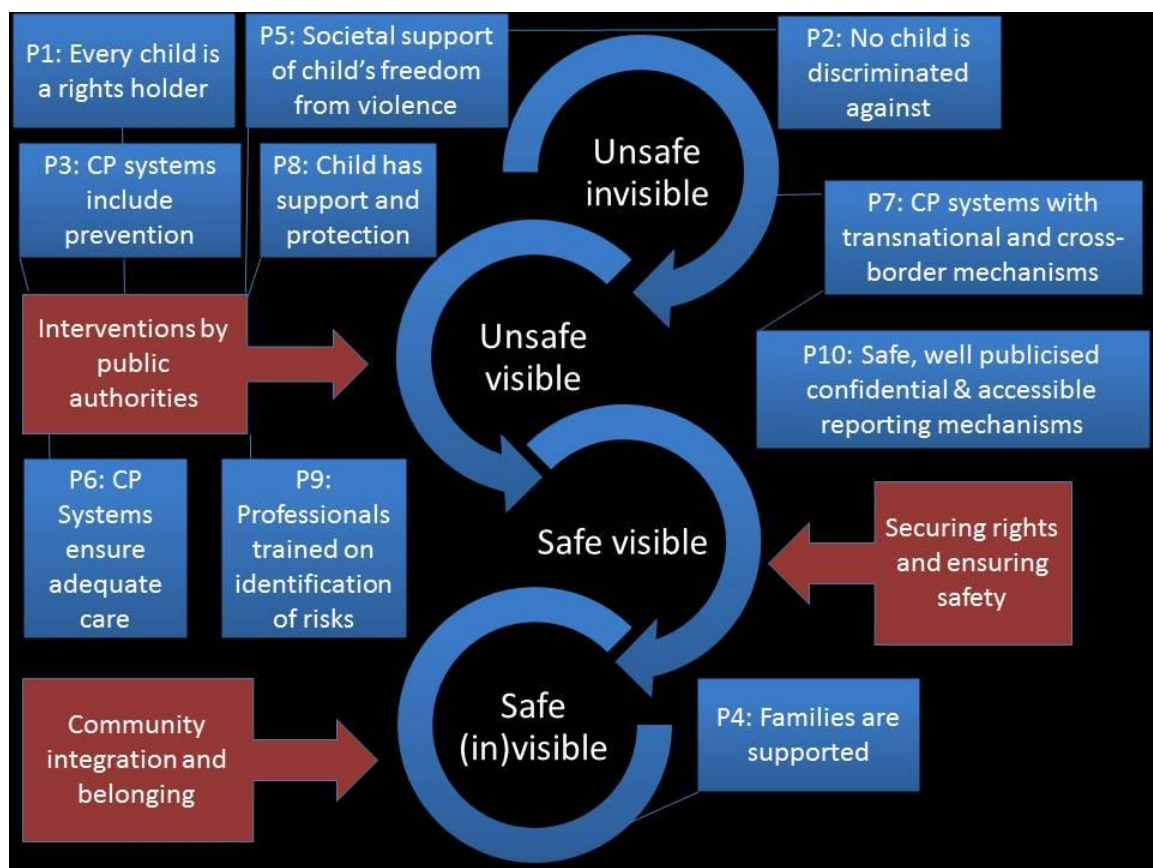 P1: Every child is
a rights holder
P5: Societal support
of child's freedom
from violence
P2: No child is
discriminated
against
Unsafe
invisible
P3: CP systems
include
prevention
P8: Child has
support and
protection
P7: CP systems with
transnational and cross-
border mechanisms
Interventions by
public
authorities
Unsafe
visible
P10: Safe, well publicised
confidential & accessible
reporting mechanisms
P6: CP
Systems
ensure
adequate
care
P9:
Professionals
trained on
identification
of risks
Safe visible
Securing rights
and ensuring
safety
Community
integration and
belonging
Safe
(in)visible
P4: Families are
supported